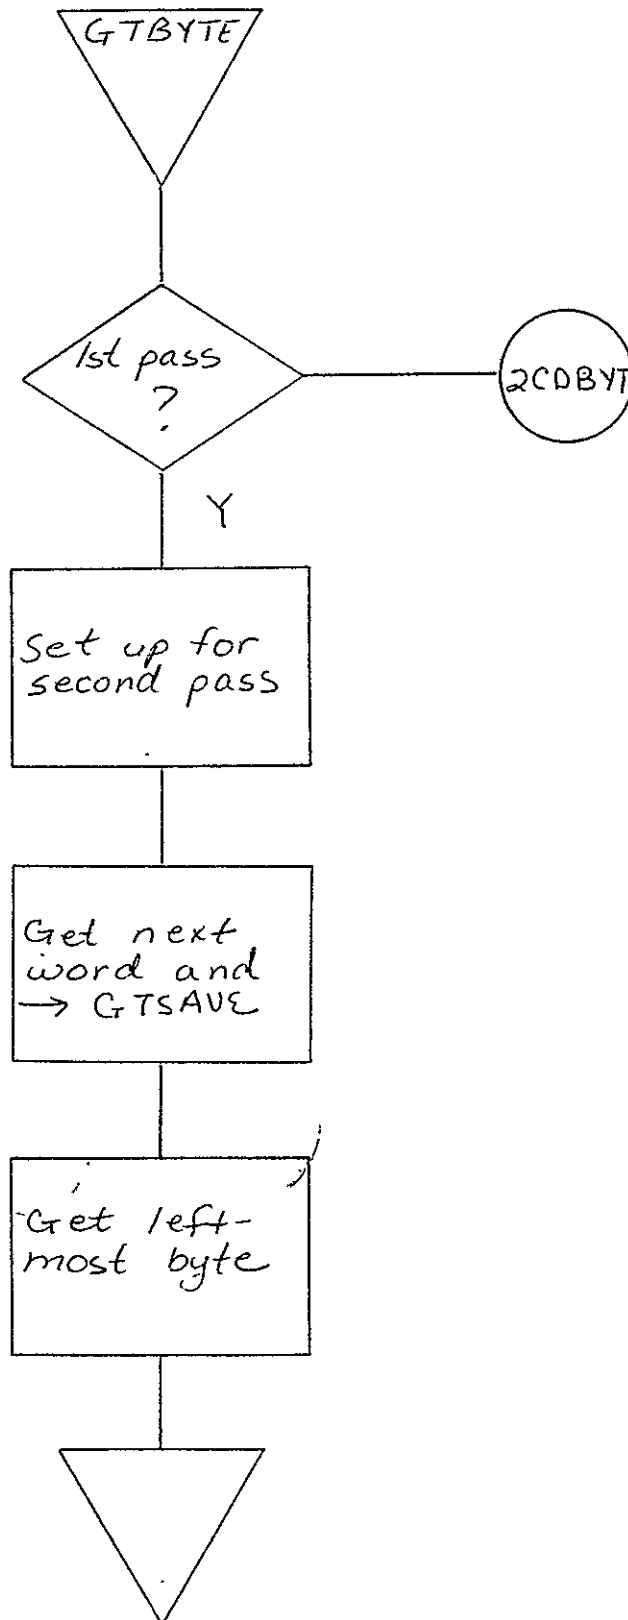 GTBYTE
1st pass
?
2CDBYT
Y
Set up for
second pass
Get next
word and
→ GTSAVE
Get left-
most byte